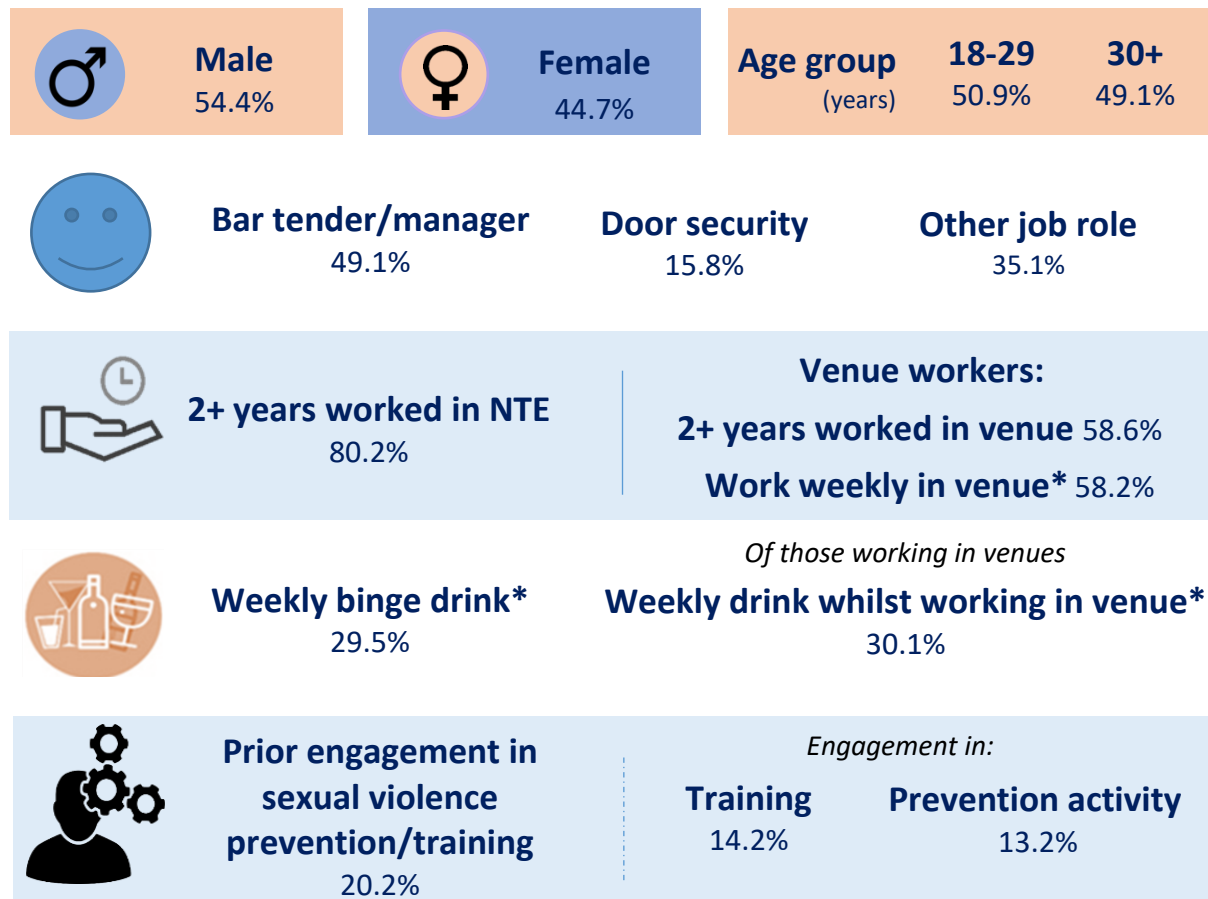 Male
54.4%
Female
44.7%
Age group
(years)
18-29
50.9%
30+
49.1%
Bar tender/manager
49.1%
Door security
15.8%
Other job role
35.1%
2+ years worked in NTE
80.2%
Venue workers:
2+ years worked in venue 58.6%
Work weekly in venue* 58.2%
Weekly binge drink*
29.5%
Of those working in venues
Weekly drink whilst working in venue*
30.1%
Prior engagement in
sexual violence
prevention/training
20.2%
Engagement in:
Training
14.2%
Prevention activity
13.2%